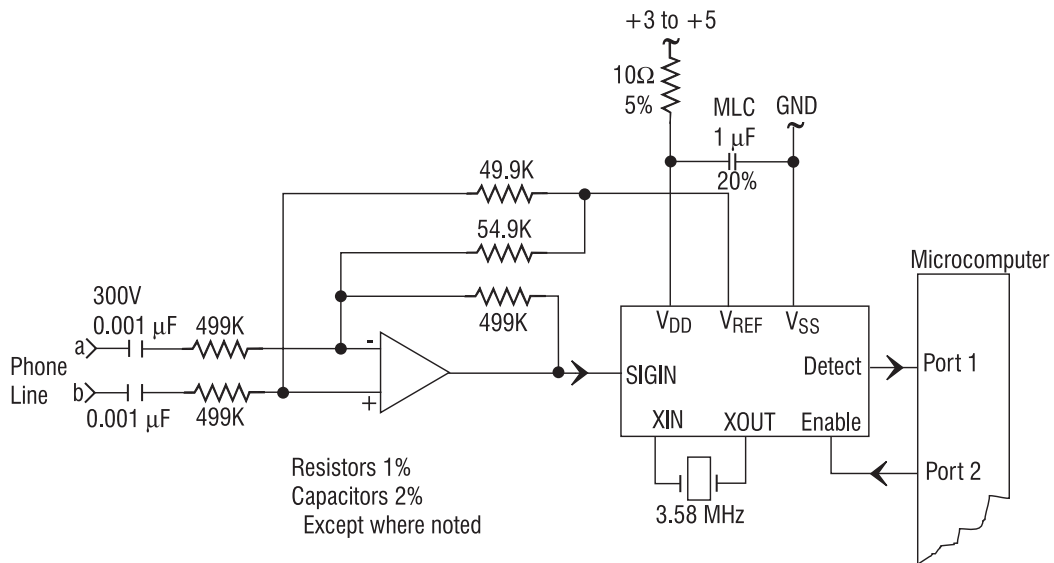 +3 to +5
10Ω
5%
MLC
1 μF
20%
GND
49.9K
54.9K
499K
Microcomputer
300V
0.001 μF
499K
a
Phone
Line
b
0.001 μF
499K
-
+
VDD
VREF
VSS
SIGIN
Detect
Port 1
XIN
XOUT
Enable
Port 2
3.58 MHz
Resistors 1%
Capacitors 2%
Except where noted